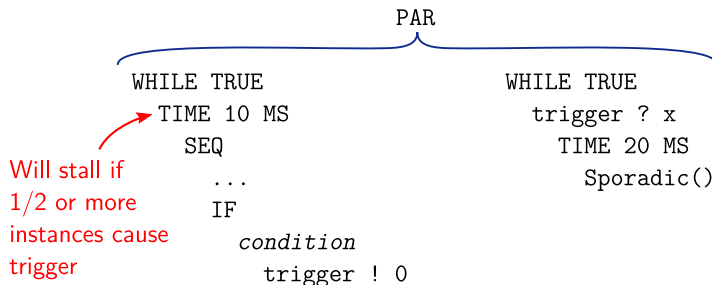 PAR
WHILE TRUE
TIME 10 MS
SEQ
...
IF
condition
trigger ! 0
WHILE TRUE
trigger ? x
TIME 20 MS
Sporadic()
Will stall if
1/2 or more
instances cause
trigger